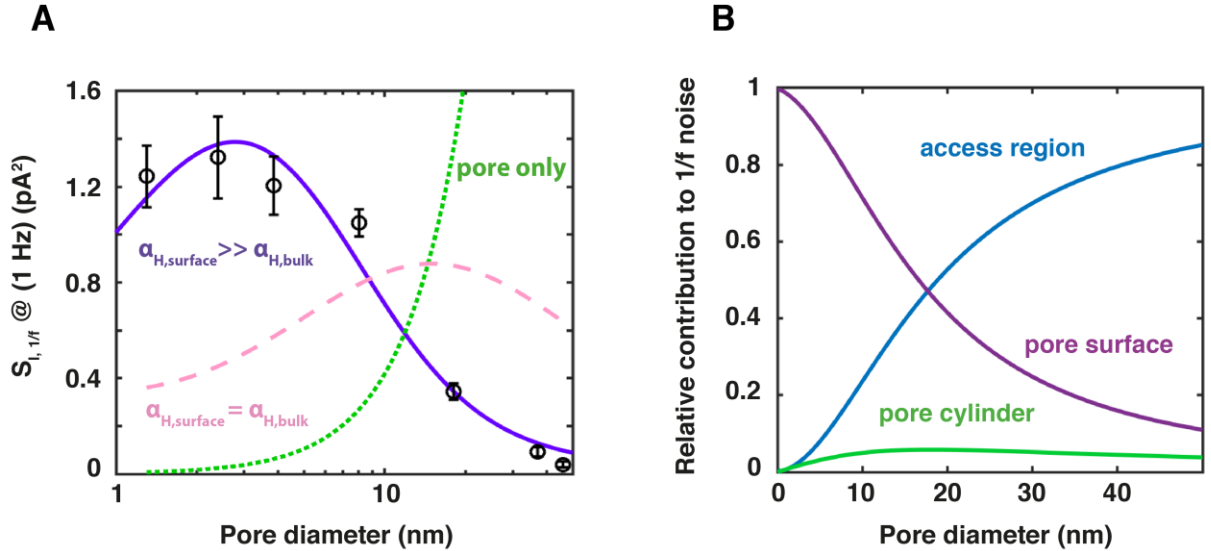 A
S_I, 1/f @ (1 Hz) (pA²)
1.6
1.2
0.8
0.4
0
1
10
pore only
α_H,surface >> α_H,bulk
α_H,surface = α_H,bulk
Pore diameter (nm)
B
Relative contribution to 1/f noise
1
0.8
0.6
0.4
0.2
0
0
10
20
30
40
access region
pore surface
pore cylinder
Pore diameter (nm)